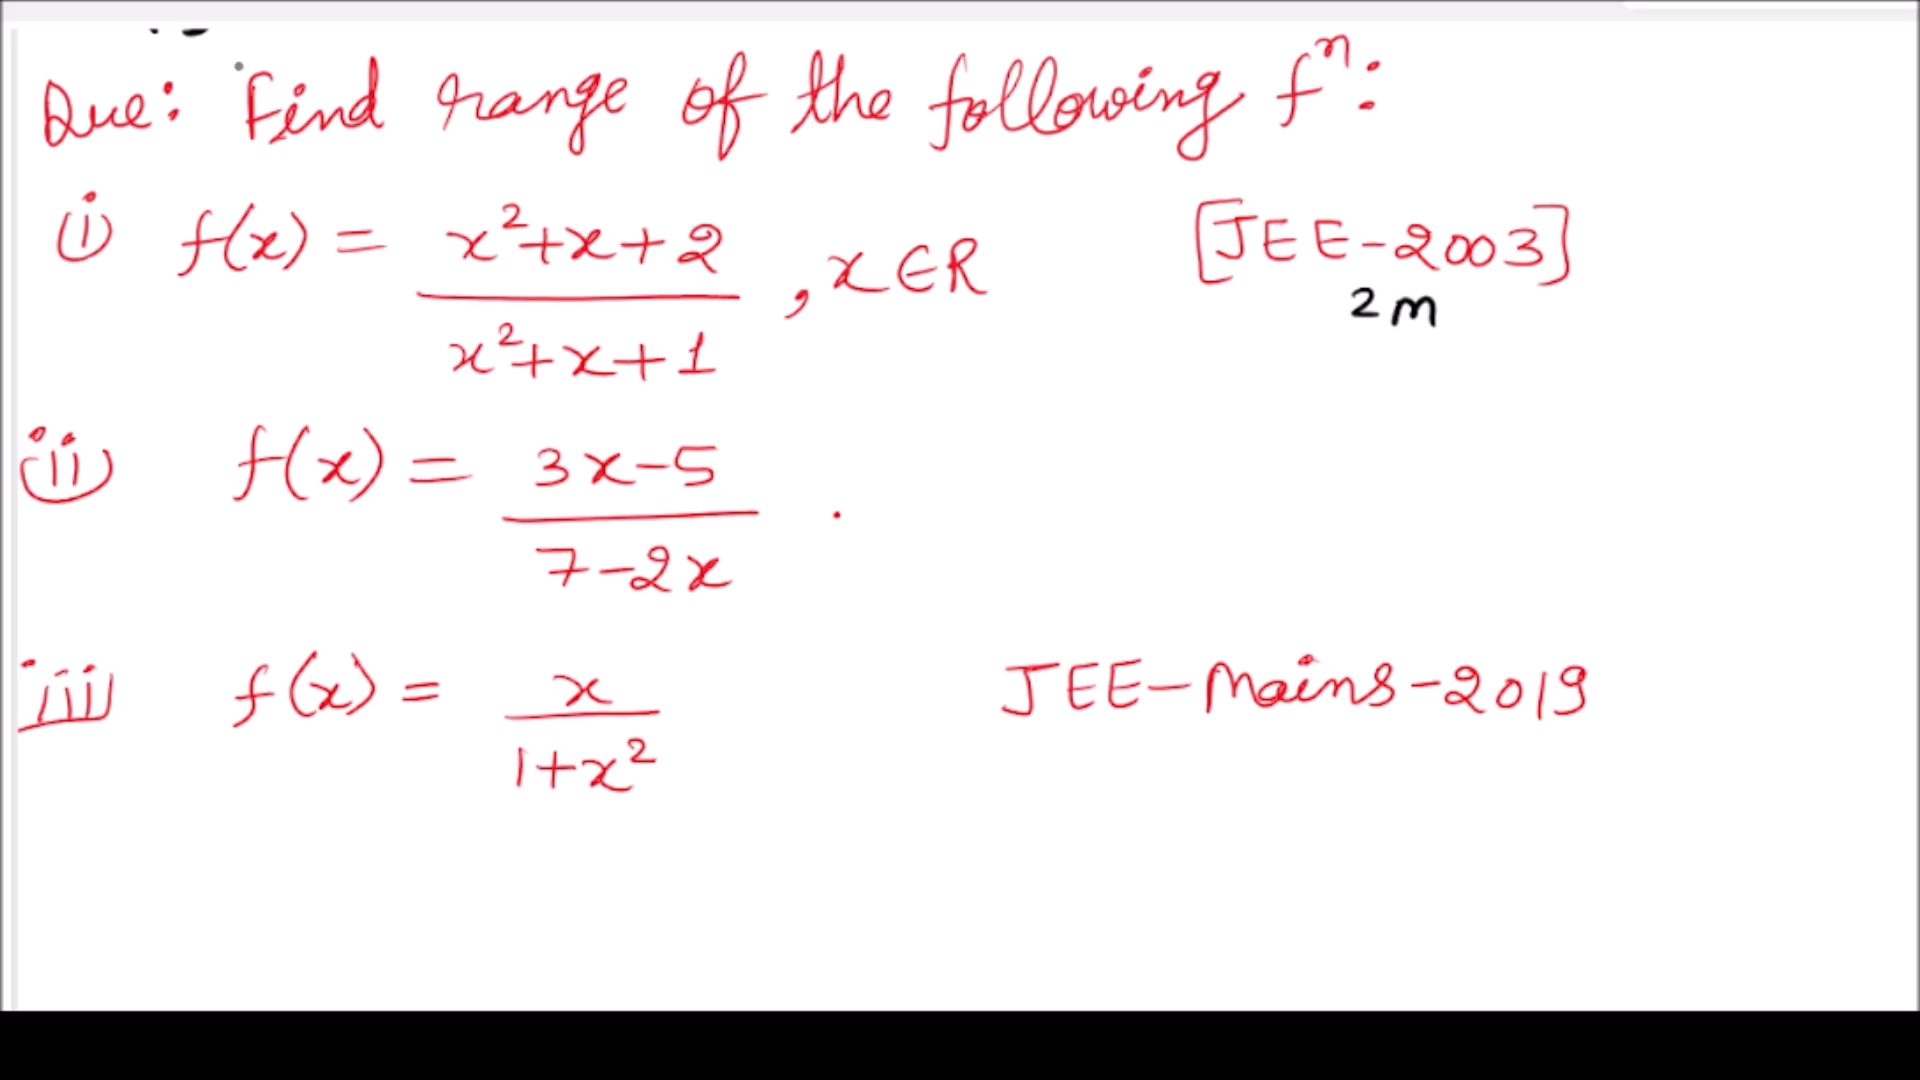 Que: Find range of the following fⁿ:
(i) f(x) = x²+x+2 / x²+x+1 , x∈R [JEE-2003]
2m
(ii) f(x) = 3x-5 / 7-2x .
iii f(x) = x / 1+x² JEE-Mains-2019